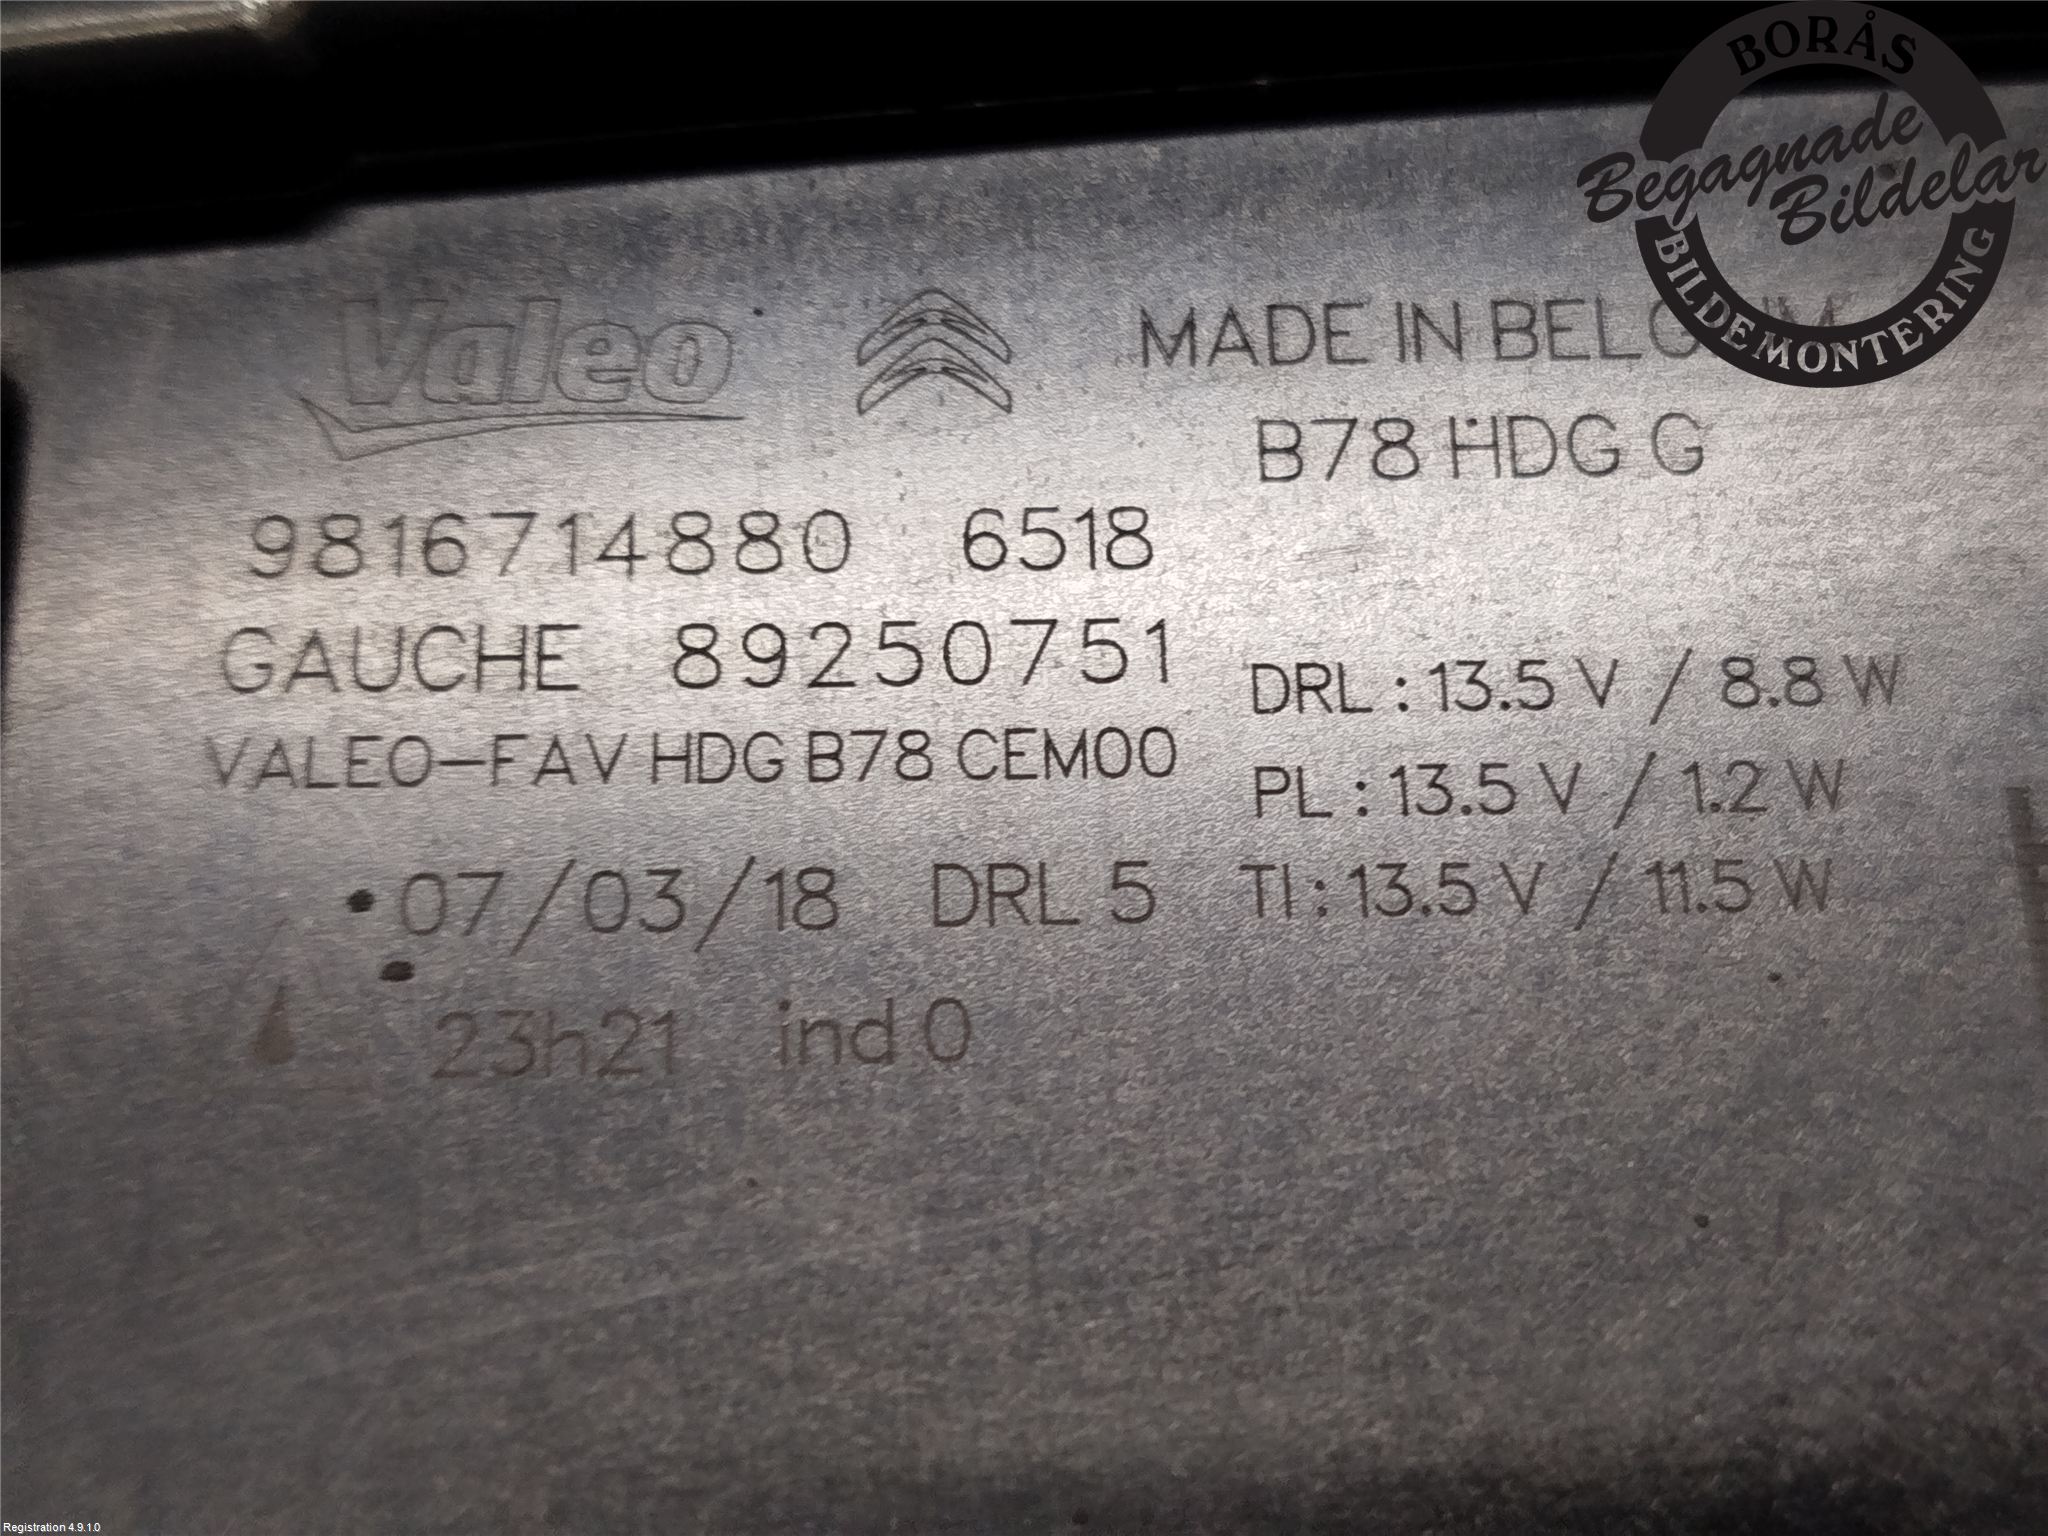 BORÅS
Begagnade
Bildelar
BILDEMONTERING
Valeo
MADE IN BELGIUM
B78 HDG G
9816714880 6518
GAUCHE 89250751
VALEO-FAV HDG B78 CEM00
DRL : 13.5 V / 8.8 W
PL : 13.5 V / 1.2 W
07/03/18 DRL 5
TI : 13.5 V / 11.5 W
23h21 ind 0
Registration 4.9.1.0